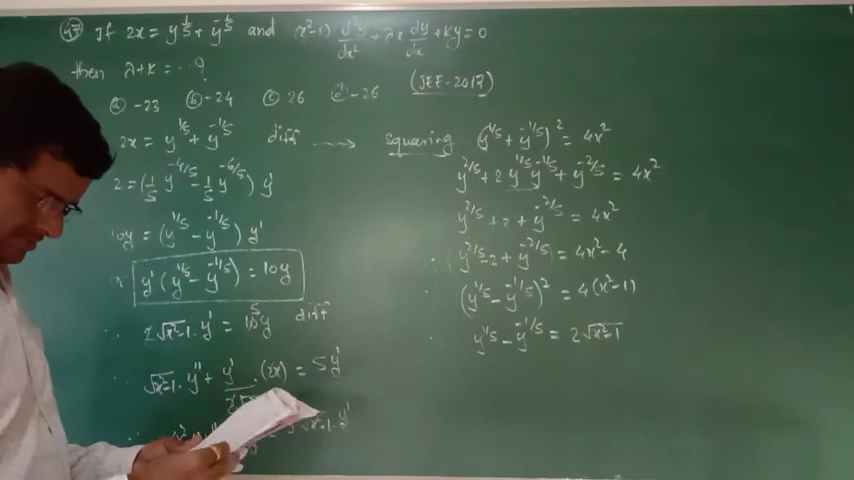 If 2x = y^{1/5} + y^{-1/5} and (x²-1) d²y/dx² + λx dy/dx + ky = 0
then λ+k = ...?
(JEE-2017)
ⓐ -23 ⓑ -24 ⓒ 26 ⓓ -26
2x = y^{1/5} + y^{-1/5} diff
2 = (1/5 y^{-4/5} - 1/5 y^{-6/5}) y'
10y = (y^{1/5} - y^{-1/5}) y'
y' (y^{1/5} - y^{-1/5}) = 10y
∴ 2√x²-1 . y' = 10y diff
5
∴ √x²-1 . y'' + y' . (2x) = 5y'
squaring (y^{1/5} + y^{-1/5})² = 4x²
y^{2/5} + 2 y^{1/5} y^{-1/5} + y^{-2/5} = 4x²
y^{2/5} + 2 + y^{-2/5} = 4x²
∴ (y^{2/5} - 2 + y^{-2/5}) = 4x² - 4
∴ (y^{1/5} - y^{-1/5})² = 4(x²-1)
y^{1/5} - y^{-1/5} = 2√x²-1